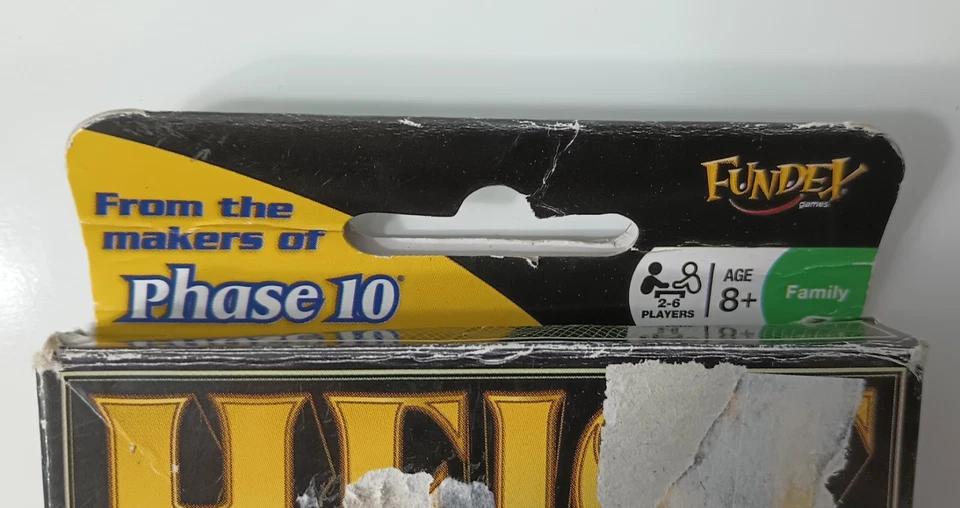 From the
makers of
Phase 10
FUNDEX
games
2-6
PLAYERS
AGE
8+
Family